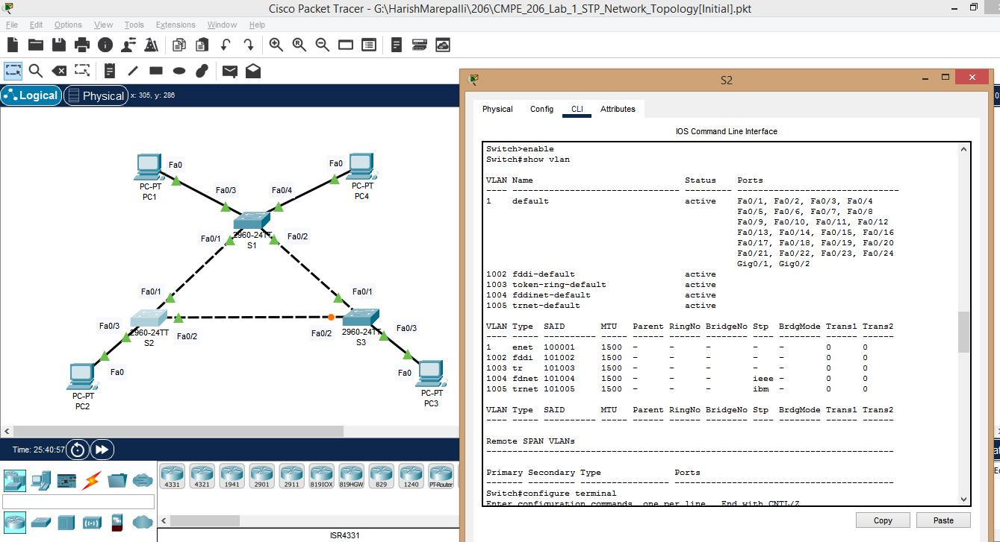 Cisco Packet Tracer - G:\HarishMarepalli\206\CMPE_206_Lab_1_STP_Network_Topology[Initial].pkt
File Edit Options View Tools Extensions Window Help
Logical Physical x: 305, y: 286
Fa0
PC-PT
PC1
Fa0
PC-PT
PC4
Fa0/3
Fa0/4
Fa0/1
2960-24TT
S1
Fa0/2
Fa0/1
Fa0/1
Fa0/3
2960-24TT
S2
Fa0/2
Fa0/2
2960-24TT
S3
Fa0/3
Fa0
PC-PT
PC2
Fa0
PC-PT
PC3
Time: 25:40:57
4331 4321 1941 2901 2911 819IOX 819HGW 829 1240 PT-Router
ISR4331
S2
Physical Config CLI Attributes
IOS Command Line Interface
Switch>enable
Switch#show vlan
VLAN Name Status Ports
---- -------------------------------- --------- -------------------------------
1 default active Fa0/1, Fa0/2, Fa0/3, Fa0/4
Fa0/5, Fa0/6, Fa0/7, Fa0/8
Fa0/9, Fa0/10, Fa0/11, Fa0/12
Fa0/13, Fa0/14, Fa0/15, Fa0/16
Fa0/17, Fa0/18, Fa0/19, Fa0/20
Fa0/21, Fa0/22, Fa0/23, Fa0/24
Gig0/1, Gig0/2
1002 fddi-default active
1003 token-ring-default active
1004 fddinet-default active
1005 trnet-default active
VLAN Type SAID MTU Parent RingNo BridgeNo Stp BrdgMode Trans1 Trans2
---- ----- ---------- ----- ------ ------ -------- ---- -------- ------ ------
1 enet 100001 1500 - - - - - 0 0
1002 fddi 101002 1500 - - - - - 0 0
1003 tr 101003 1500 - - - - - 0 0
1004 fdnet 101004 1500 - - - ieee - 0 0
1005 trnet 101005 1500 - - - ibm - 0 0
VLAN Type SAID MTU Parent RingNo BridgeNo Stp BrdgMode Trans1 Trans2
---- ----- ---------- ----- ------ ------ -------- ---- -------- ------ ------
Remote SPAN VLANs
------------------------------------------------------------------------------
Primary Secondary Type Ports
------- --------- ----------------- ------------------------------------------
Switch#configure terminal
Enter configuration commands, one per line. End with CNTL/Z.
Copy Paste